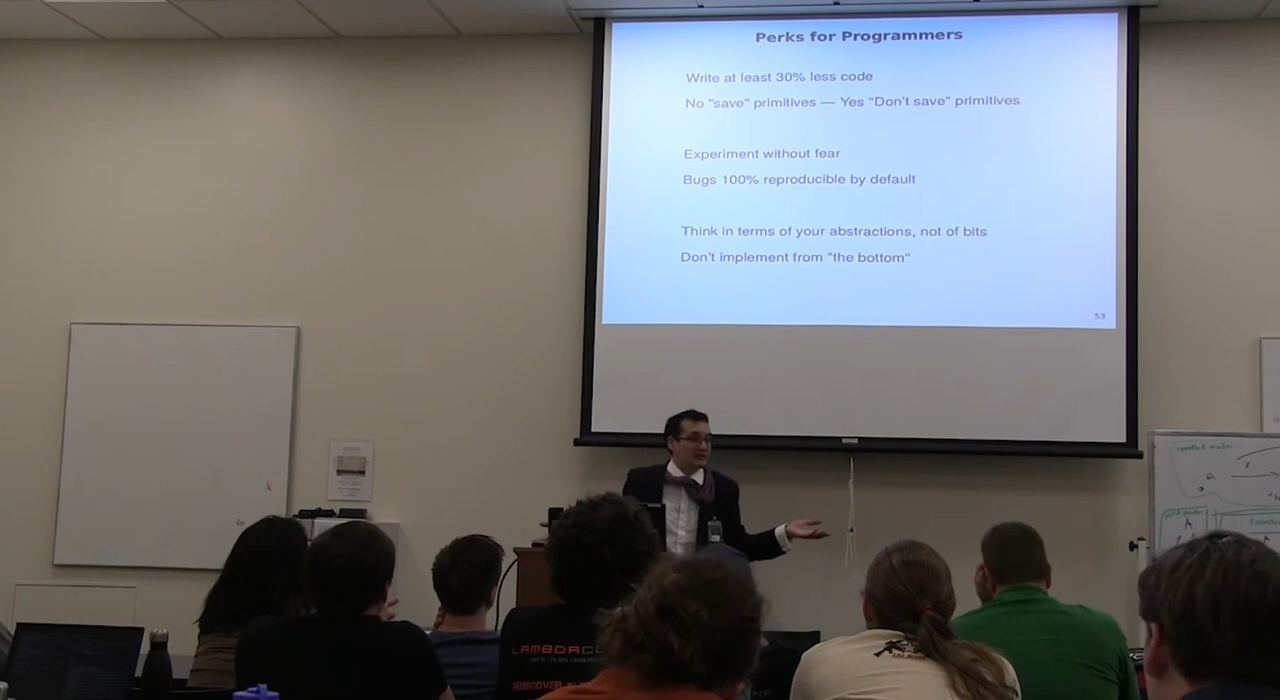 Perks for Programmers
Write at least 30% less code
No "save" primitives — Yes "Don't save" primitives
Experiment without fear
Bugs 100% reproducible by default
Think in terms of your abstractions, not of bits
Don't implement from "the bottom"
53
LAMBDACO
REDISCOVER